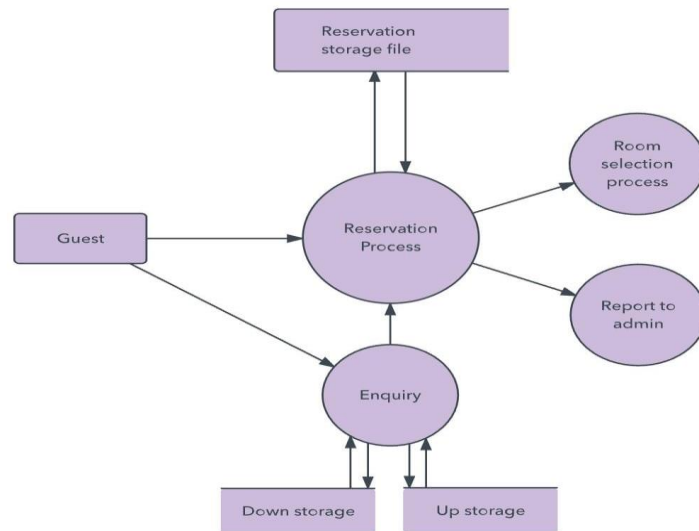 Reservation
storage file
Room
selection
process
Guest
Reservation
Process
Report to
admin
Enquiry
Down storage
Up storage